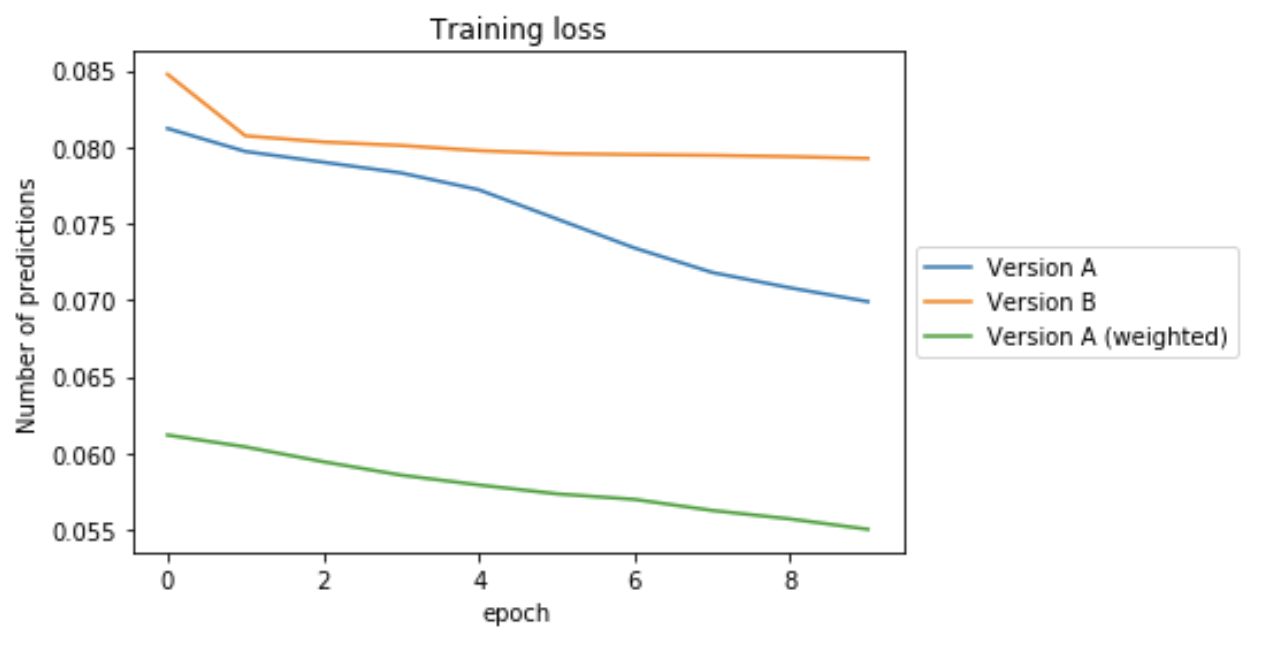 Training loss
Number of predictions
0.085
0.080
0.075
0.070
0.065
0.060
0.055
0 2 4 6 8
epoch
Version A
Version B
Version A (weighted)